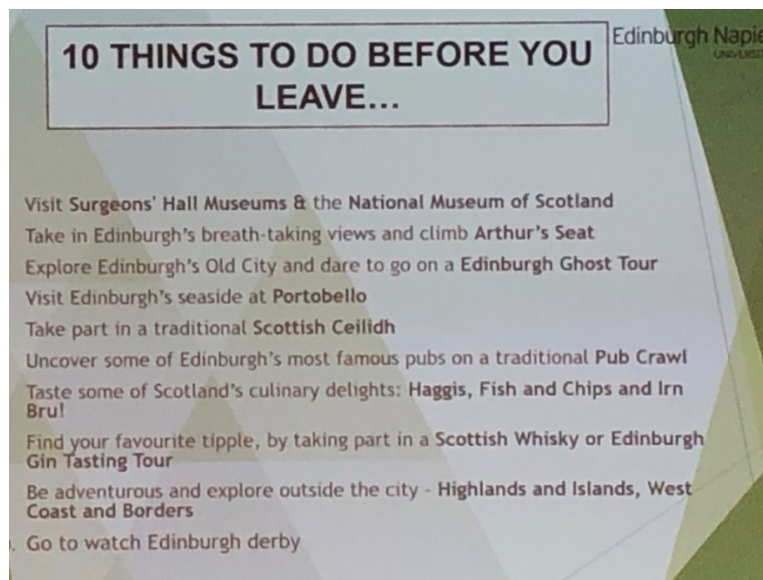 10 THINGS TO DO BEFORE YOU
LEAVE...
Edinburgh Napie
UNIVERSIT
Visit Surgeons' Hall Museums & the National Museum of Scotland
Take in Edinburgh's breath-taking views and climb Arthur's Seat
Explore Edinburgh's Old City and dare to go on a Edinburgh Ghost Tour
Visit Edinburgh's seaside at Portobello
Take part in a traditional Scottish Ceilidh
Uncover some of Edinburgh's most famous pubs on a traditional Pub Crawl
Taste some of Scotland's culinary delights: Haggis, Fish and Chips and Irn
Bru!
Find your favourite tipple, by taking part in a Scottish Whisky or Edinburgh
Gin Tasting Tour
Be adventurous and explore outside the city - Highlands and Islands, West
Coast and Borders
. Go to watch Edinburgh derby